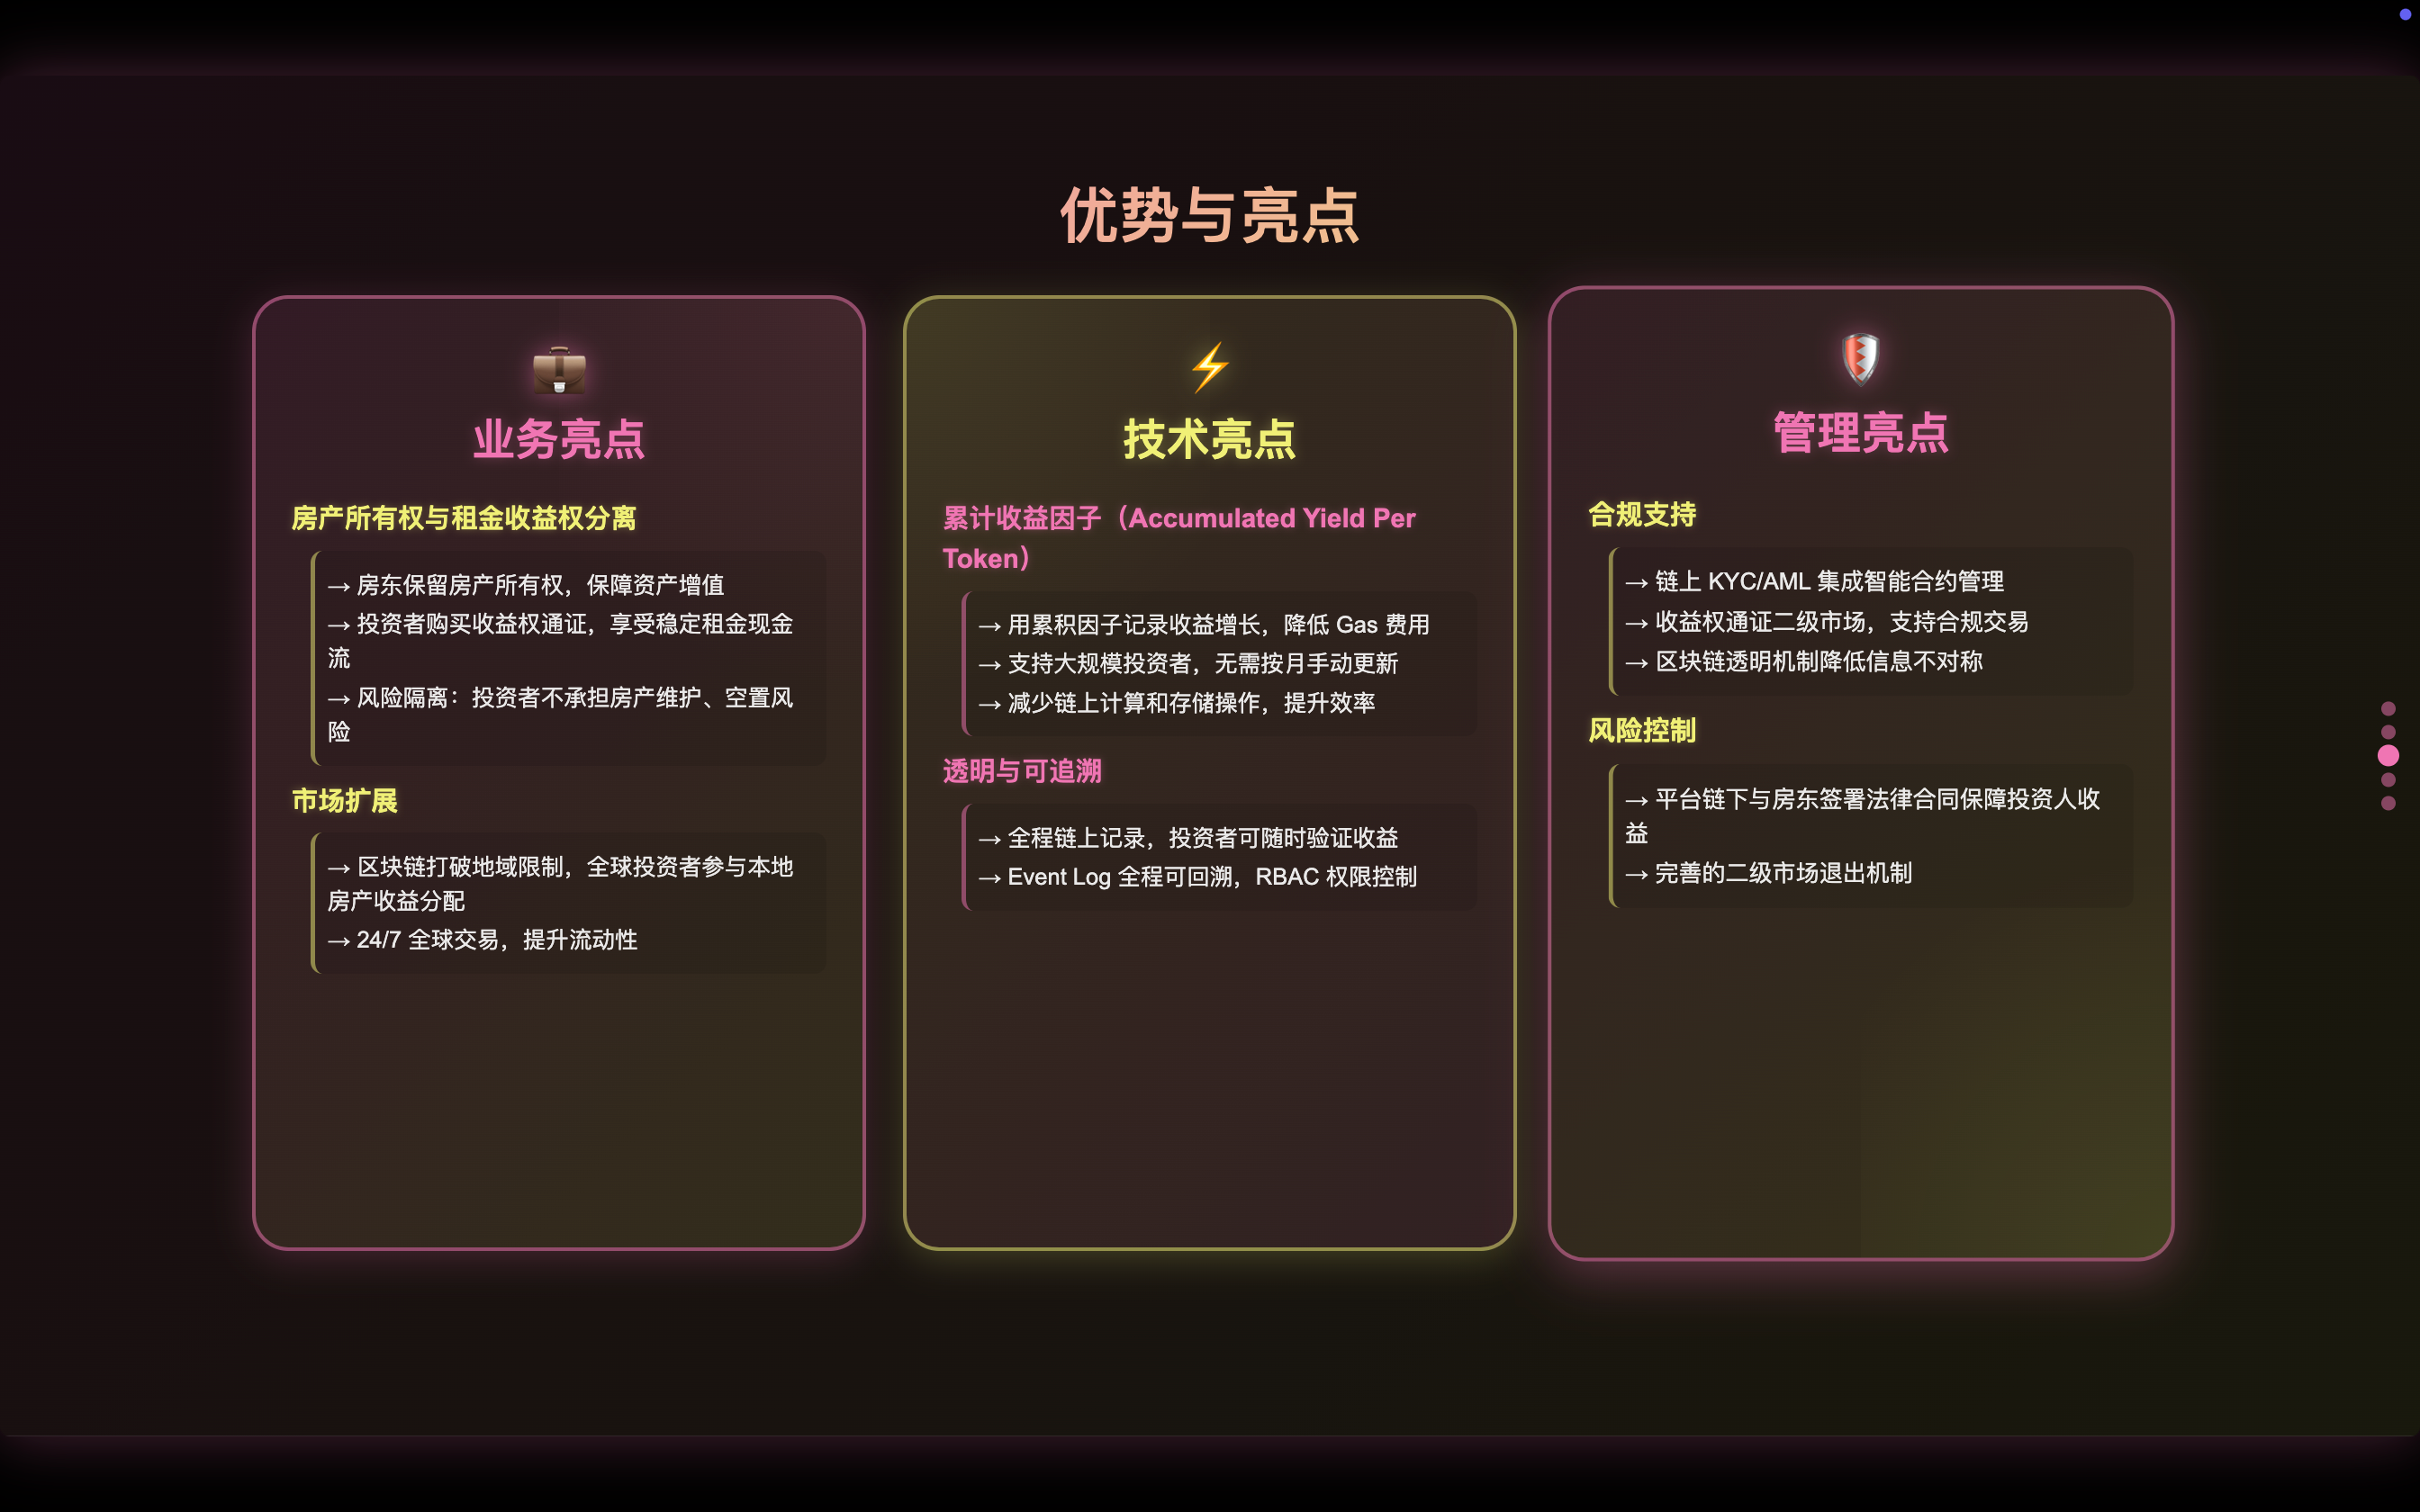 优势与亮点
业务亮点
房产所有权与租金收益权分离
→ 房东保留房产所有权，保障资产增值
→ 投资者购买收益权通证，享受稳定租金现金
流
→ 风险隔离：投资者不承担房产维护、空置风
险
市场扩展
→ 区块链打破地域限制，全球投资者参与本地
房产收益分配
→ 24/7 全球交易，提升流动性
技术亮点
累计收益因子（Accumulated Yield Per
Token）
→ 用累积因子记录收益增长，降低 Gas 费用
→ 支持大规模投资者，无需按月手动更新
→ 减少链上计算和存储操作，提升效率
透明与可追溯
→ 全程链上记录，投资者可随时验证收益
→ Event Log 全程可回溯，RBAC 权限控制
管理亮点
合规支持
→ 链上 KYC/AML 集成智能合约管理
→ 收益权通证二级市场，支持合规交易
→ 区块链透明机制降低信息不对称
风险控制
→ 平台链下与房东签署法律合同保障投资人收
益
→ 完善的二级市场退出机制